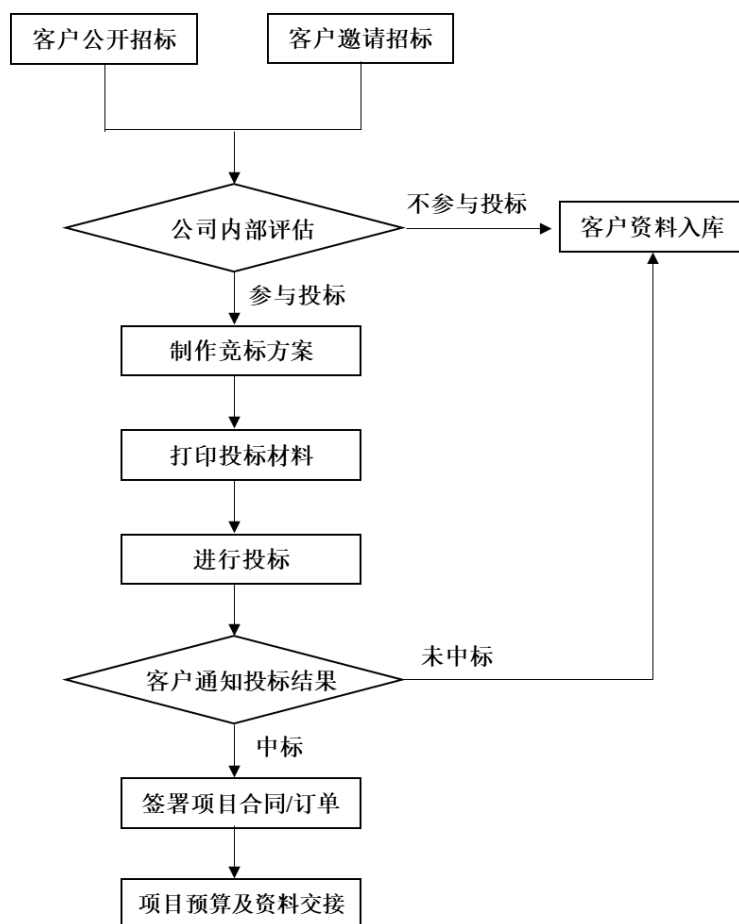 客户公开招标
客户邀请招标
公司内部评估
不参与投标
客户资料入库
参与投标
制作竞标方案
打印投标材料
进行投标
未中标
客户通知投标结果
中标
签署项目合同/订单
项目预算及资料交接